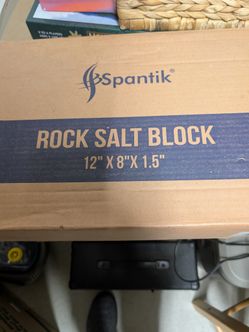 Spantik®
ROCK SALT BLOCK
12" X 8"X 1.5"